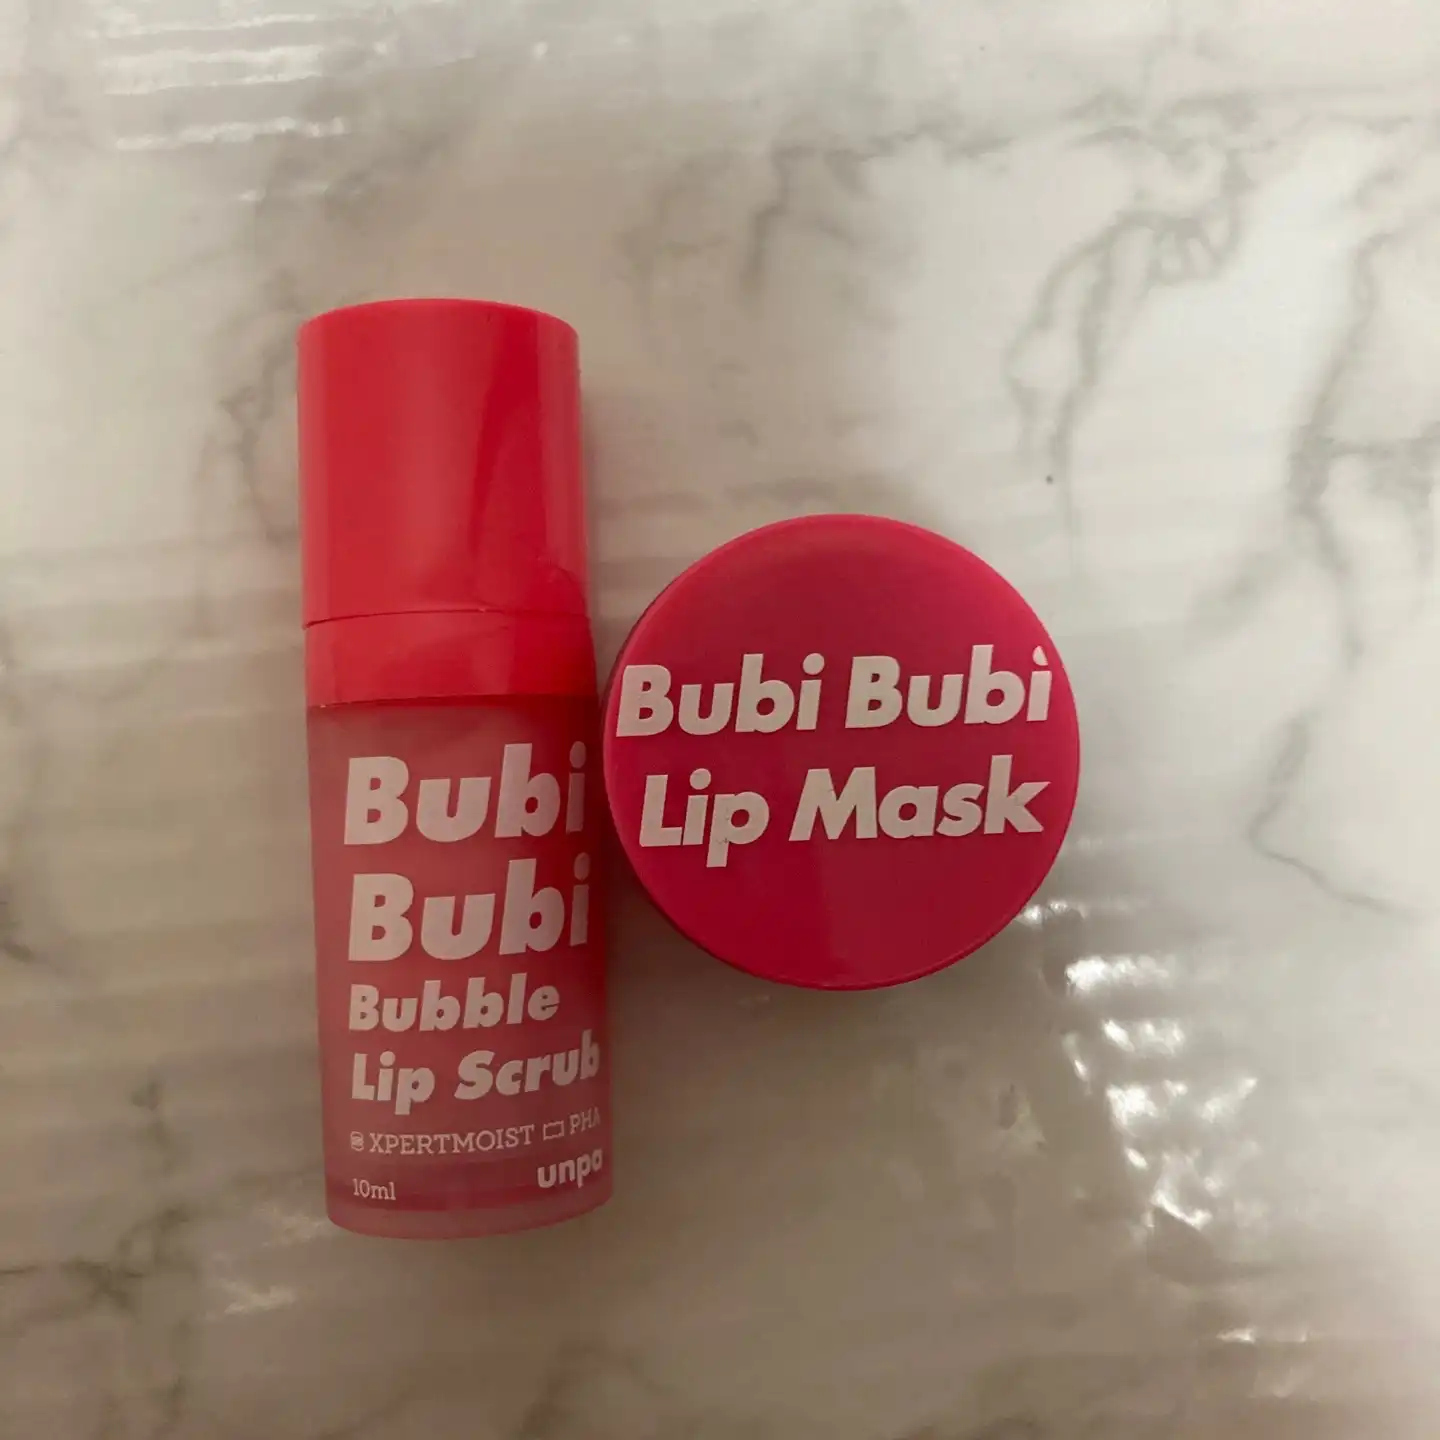 Bubi
Bubi
Bubble
Lip Scrub
XPERTMOIST PHA
unpa
10ml
Bubi Bubi
Lip Mask